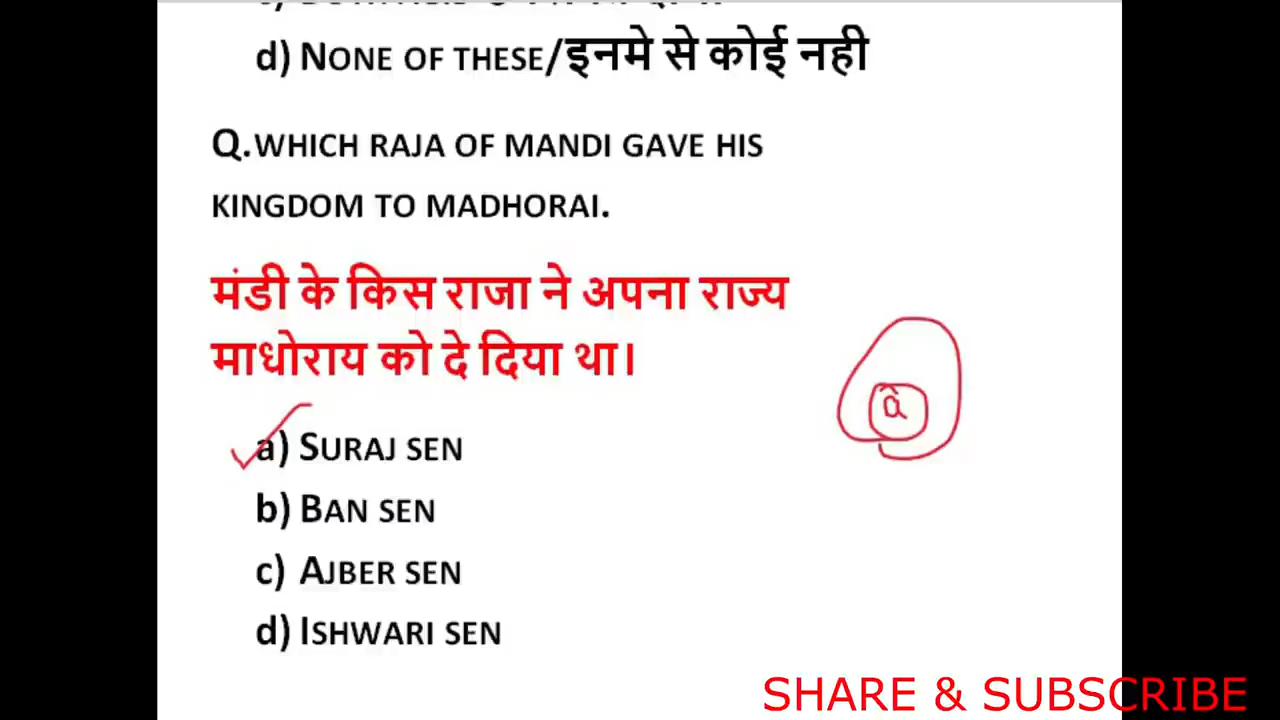 d) NONE OF THESE/इनमे से कोई नही
Q.WHICH RAJA OF MANDI GAVE HIS
KINGDOM TO MADHORAI.
मंडी के किस राजा ने अपना राज्य
माधोराय को दे दिया था।
a
a) SURAJ SEN
b) BAN SEN
c) AJBER SEN
d) ISHWARI SEN
SHARE & SUBSCRIBE